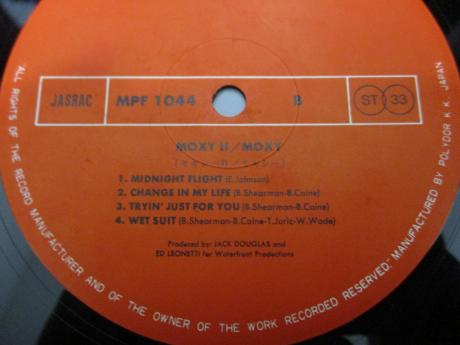 JASRAC MPF 1044 B ST 33
MOXY II/MOXY
1. MIDNIGHT FLIGHT (E.Johnson)
2. CHANGE IN MY LIFE (B.Shearman-B.Caine)
3. TRYIN' JUST FOR YOU (B.Shearman-B.Caine)
4. WET SUIT (B.Shearman-B.Caine-T.Juric-W.Wade)
Produced by: JACK DOUGLAS and
ED LEONETTI for Waterfront Productions
"ALL RIGHTS OF THE RECORD MANUFACTURER AND OF THE OWNER OF THE WORK RECORDED RESERVED," MANUFACTURED BY POLYDOR K.K. JAPAN